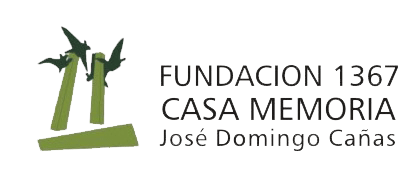 FUNDACION 1367
CASA MEMORIA
José Domingo Cañas